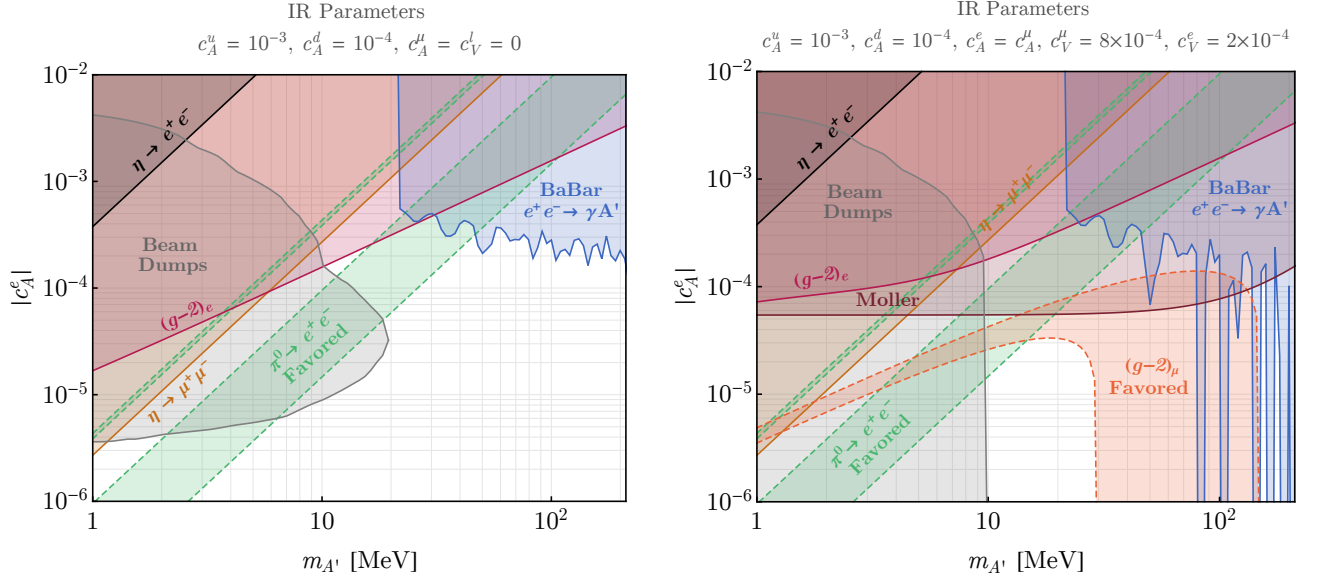 IR Parameters
c_A^u = 10^{-3}, c_A^d = 10^{-4}, c_A^μ = c_V^l = 0
10^{-2}
10^{-3}
10^{-4}
10^{-5}
10^{-6}
|c_A^e|
η → e^+ e^-
Beam
Dumps
BaBar
e^+ e^- → γA'
(g-2)_e
π^0 → e^+ e^-
Favored
η → μ^+ μ^-
1
10
10^2
m_{A'} [MeV]
IR Parameters
c_A^u = 10^{-3}, c_A^d = 10^{-4}, c_A^e = c_A^μ, c_V^μ = 8×10^{-4}, c_V^e = 2×10^{-4}
10^{-2}
10^{-3}
10^{-4}
10^{-5}
10^{-6}
|c_A^e|
η → e^+ e^-
Beam
Dumps
η → μ^+ μ^-
BaBar
e^+ e^- → γA'
(g-2)_e
Moller
(g-2)_μ
Favored
π^0 → e^+ e^-
Favored
1
10
10^2
m_{A'} [MeV]